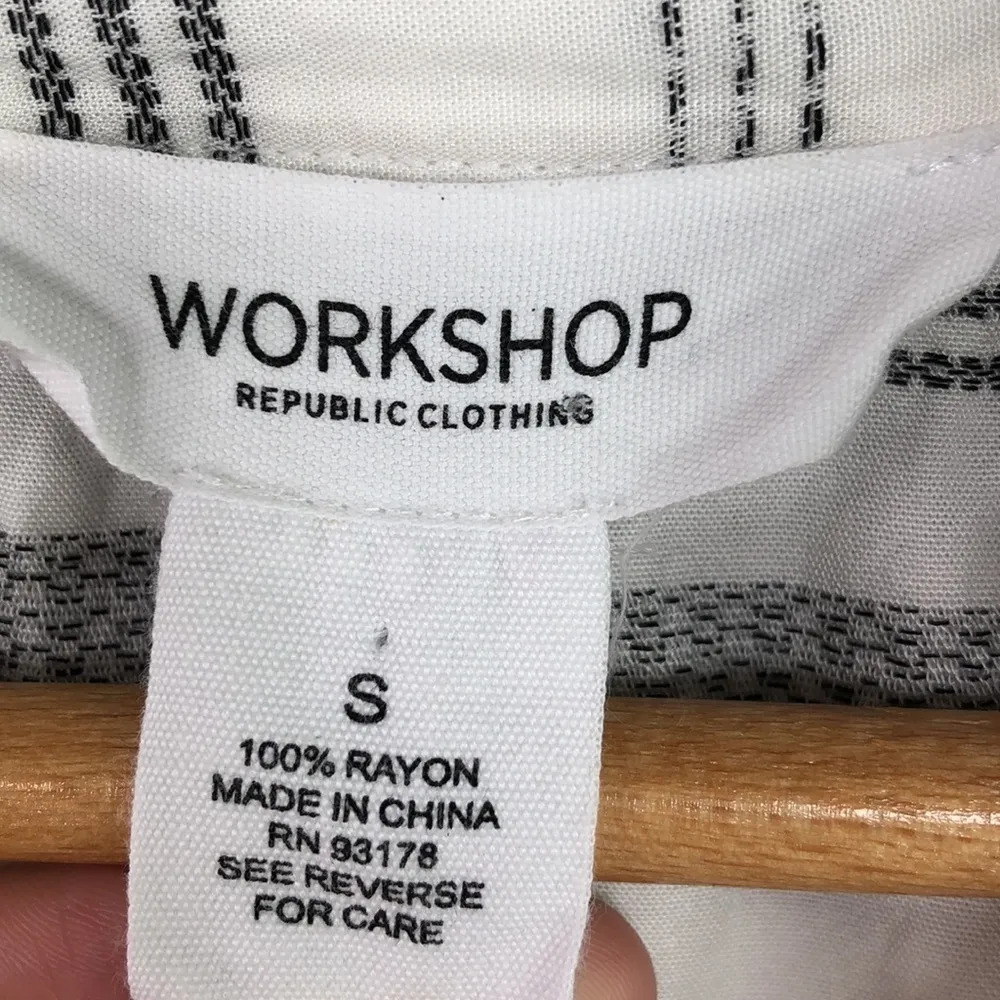 WORKSHOP
REPUBLIC CLOTHING
S
100% RAYON
MADE IN CHINA
RN 93178
SEE REVERSE
FOR CARE